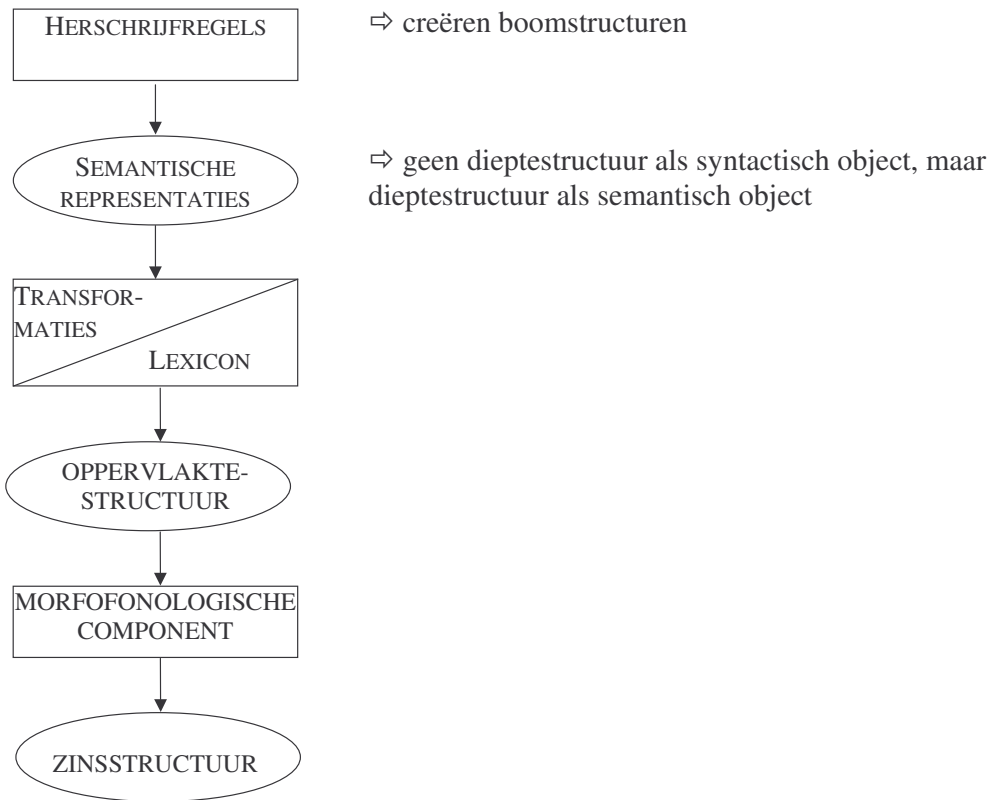 HERSCHRIJFREGELS
⇨ creëren boomstructuren
SEMANTISCHE
REPRESENTATIES
⇨ geen dieptestructuur als syntactisch object, maar
dieptestructuur als semantisch object
TRANSFOR-
MATIES
LEXICON
OPPERVLAKTE-
STRUCTUUR
MORFOFONOLOGISCHE
COMPONENT
ZINSSTRUCTUUR